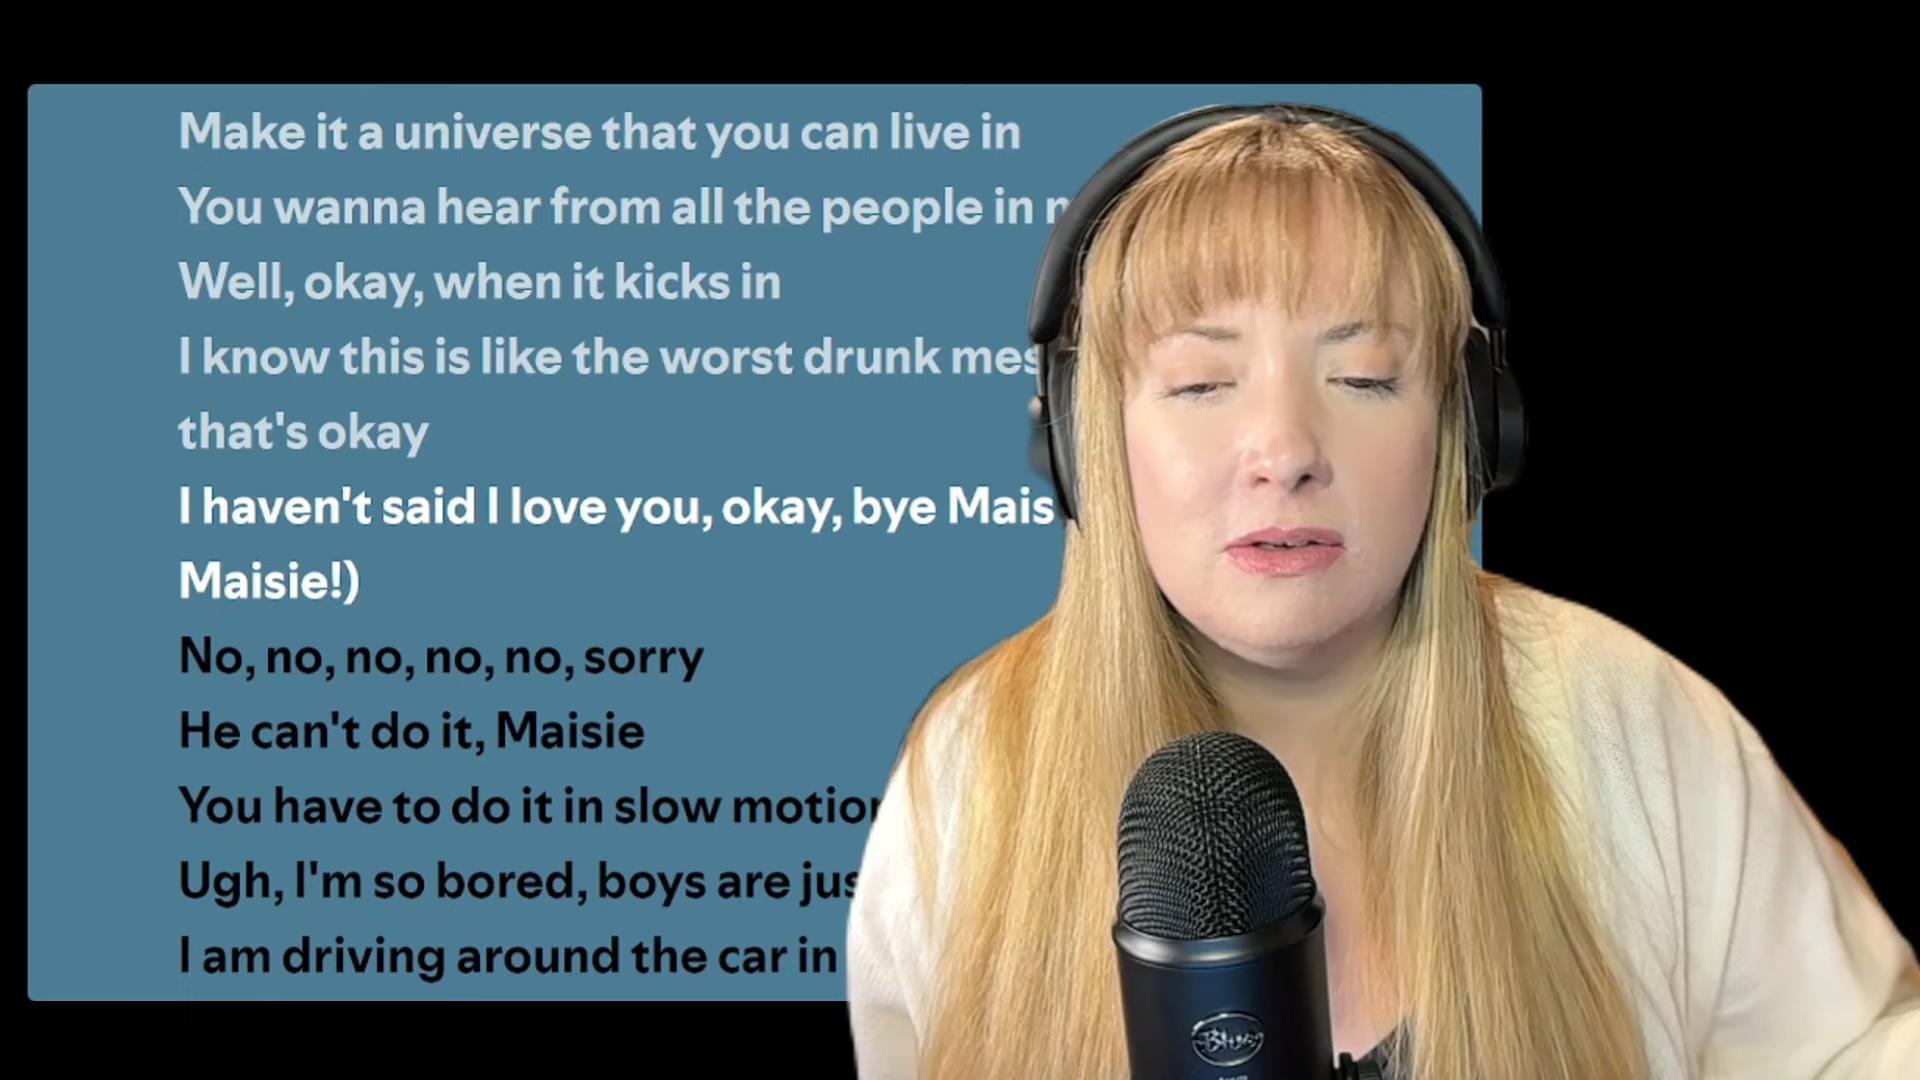 Make it a universe that you can live in
You wanna hear from all the people in
Well, okay, when it kicks in
I know this is like the worst drunk
that's okay
I haven't said I love you, okay, bye Mais
Maisie!)
No, no, no, no, no, sorry
He can't do it, Maisie
You have to do it in slow
Ugh, I'm so bored, boys are
I am driving around the car in
Blue